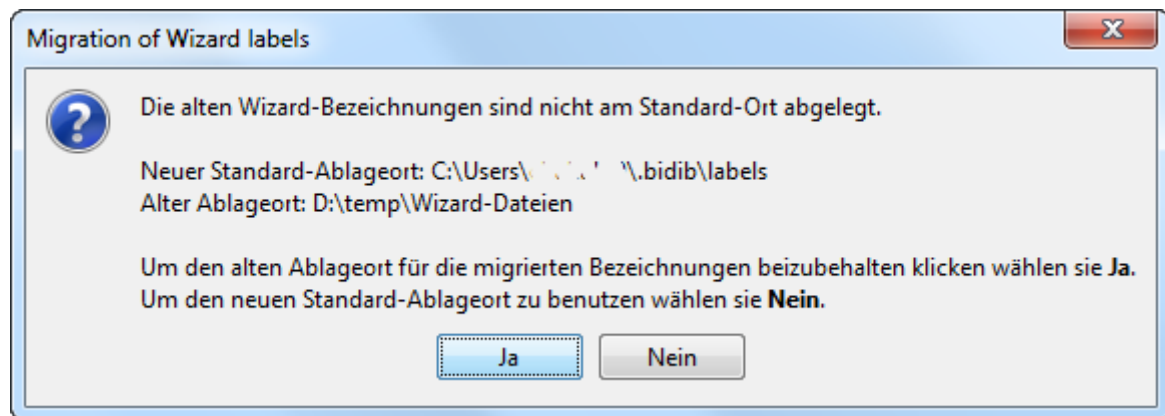 Migration of Wizard labels
Die alten Wizard-Bezeichnungen sind nicht am Standard-Ort abgelegt.
Neuer Standard-Ablageort: C:\Users\ \.bidib\labels
Alter Ablageort: D:\temp\Wizard-Dateien
Um den alten Ablageort für die migrierten Bezeichnungen beizubehalten klicken wählen sie Ja.
Um den neuen Standard-Ablageort zu benutzen wählen sie Nein.
Ja
Nein